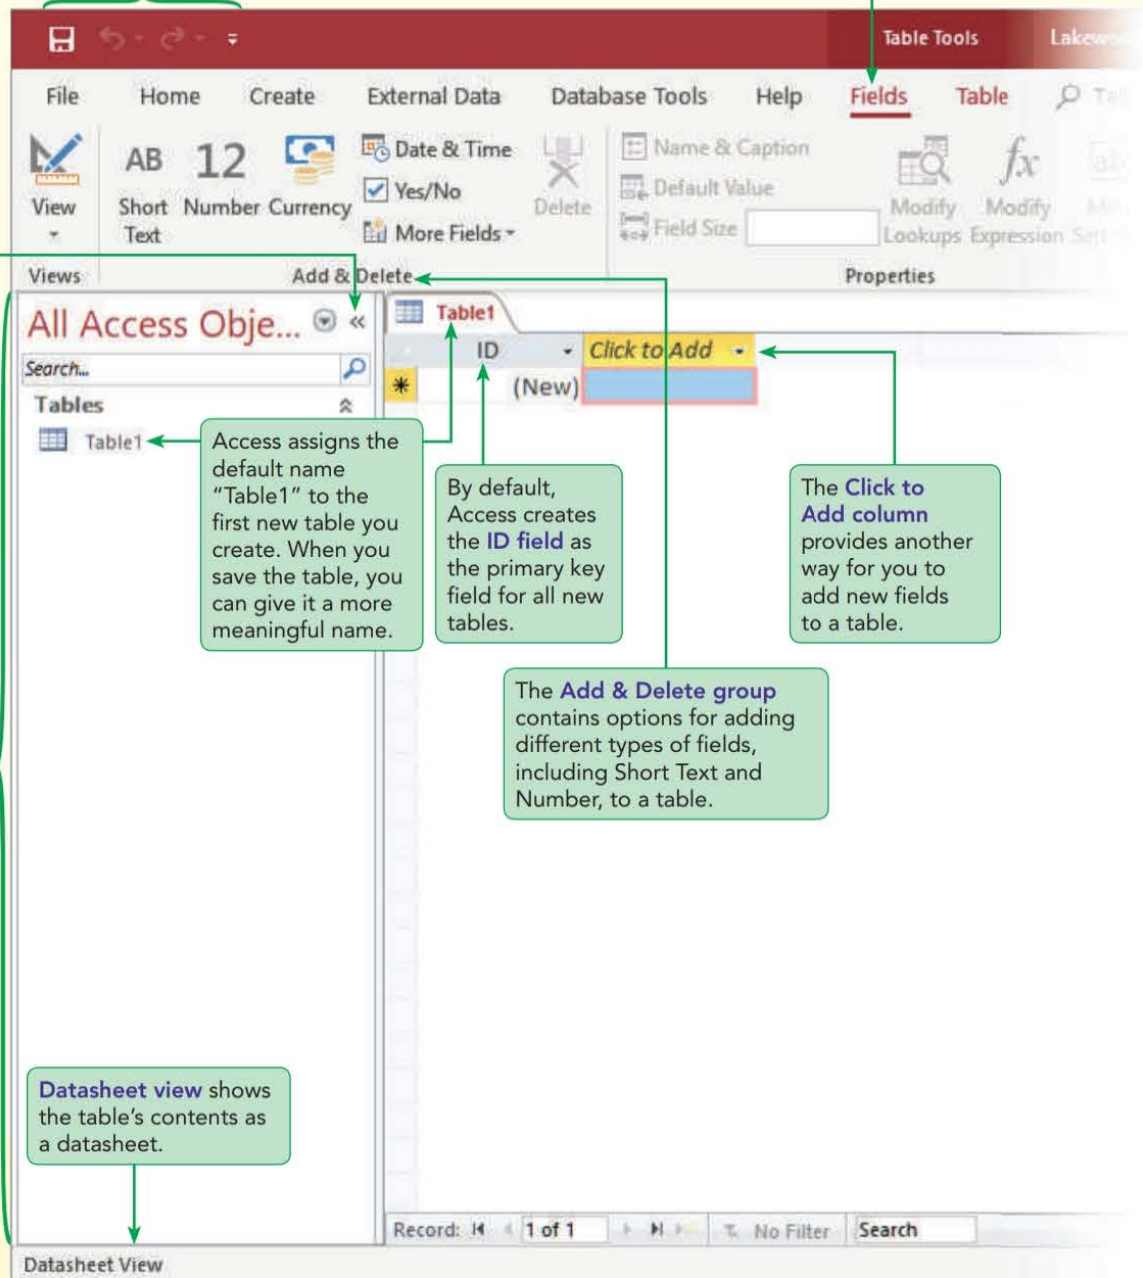 Table Tools
File Home Create External Data Database Tools Help Fields Table
View
AB Short Text
12 Number
Currency
Date & Time
Yes/No
More Fields
Delete
Name & Caption
Default Value
Field Size
Modify Lookups
fx Modify Expression
Views Add & Delete Properties
All Access Obje...
Search...
Tables
Table1
Table1
ID Click to Add
(New)
Access assigns the
default name
“Table1” to the
first new table you
create. When you
save the table, you
can give it a more
meaningful name.
By default,
Access creates
the ID field as
the primary key
field for all new
tables.
The Click to
Add column
provides another
way for you to
add new fields
to a table.
The Add & Delete group
contains options for adding
different types of fields,
including Short Text and
Number, to a table.
Datasheet view shows
the table’s contents as
a datasheet.
Record: 1 of 1 No Filter Search
Datasheet View